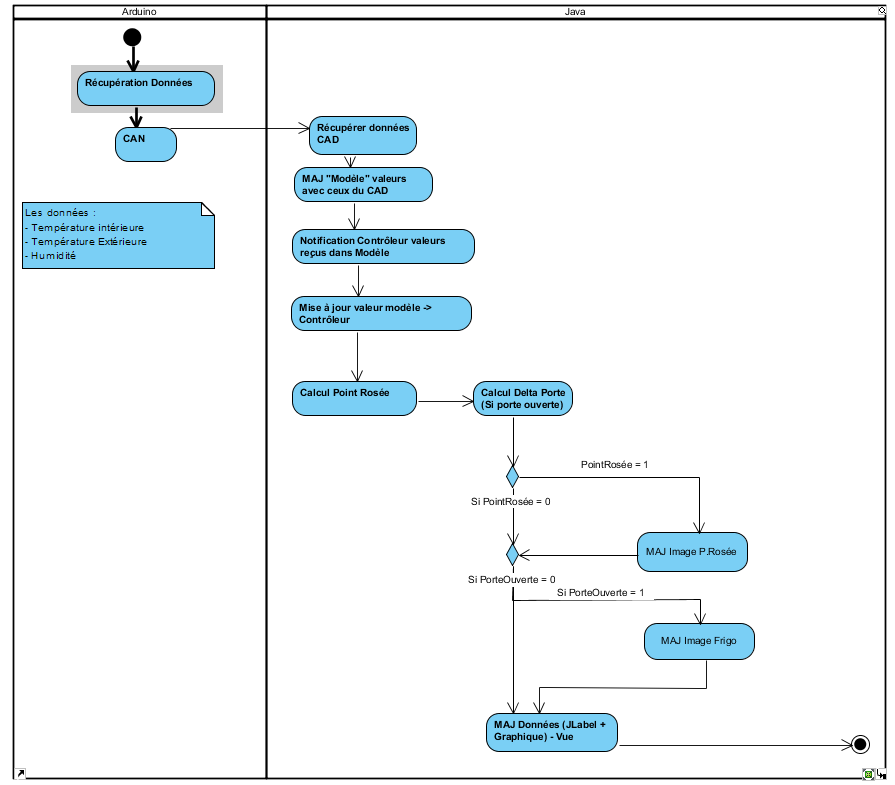 Arduino
Java
Récupération Données
CAN
Récupérer données
CAD
MAJ "Modèle" valeurs
avec ceux du CAD
Les données :
- Température intérieure
- Température Extérieure
- Humidité
Notification Contrôleur valeurs
reçus dans Modèle
Mise à jour valeur modèle ->
Contrôleur
Calcul Point Rosée
Calcul Delta Porte
(Si porte ouverte)
PointRosée = 1
Si PointRosée = 0
MAJ Image P.Rosée
Si PorteOuverte = 0
Si PorteOuverte = 1
MAJ Image Frigo
MAJ Données (JLabel +
Graphique) - Vue